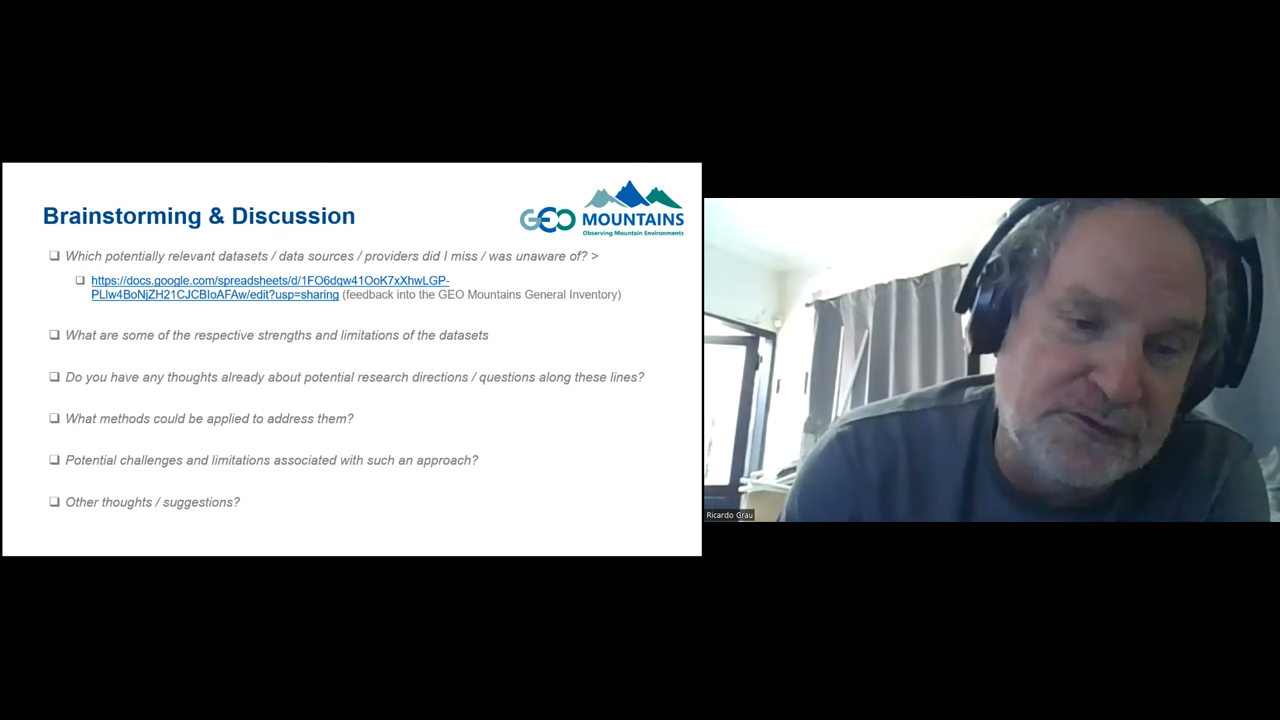 Brainstorming & Discussion
GEO MOUNTAINS
Observing Mountain Environments
Which potentially relevant datasets / data sources / providers did I miss / was unaware of? >
https://docs.google.com/spreadsheets/d/1FO6dqw41OoK7xXhwLGP-
PLlw4BoNjZH21CJCBIoAFAw/edit?usp=sharing (feedback into the GEO Mountains General Inventory)
What are some of the respective strengths and limitations of the datasets
Do you have any thoughts already about potential research directions / questions along these lines?
What methods could be applied to address them?
Potential challenges and limitations associated with such an approach?
Other thoughts / suggestions?
Ricardo Grau